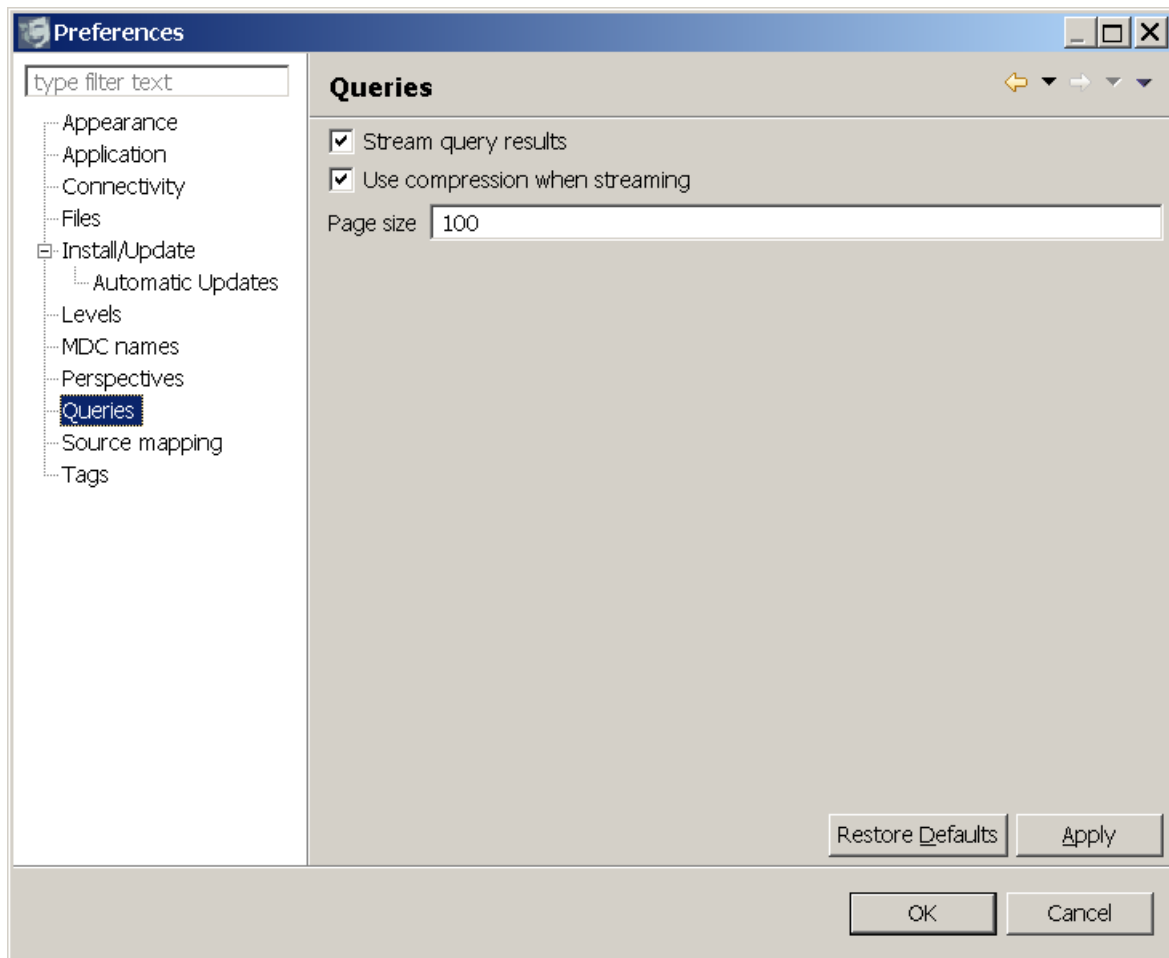 Preferences
type filter text
Appearance
Application
Connectivity
Files
Install/Update
Automatic Updates
Levels
MDC names
Perspectives
Queries
Source mapping
Tags
Queries
Stream query results
Use compression when streaming
Page size 100
Restore Defaults Apply
OK Cancel